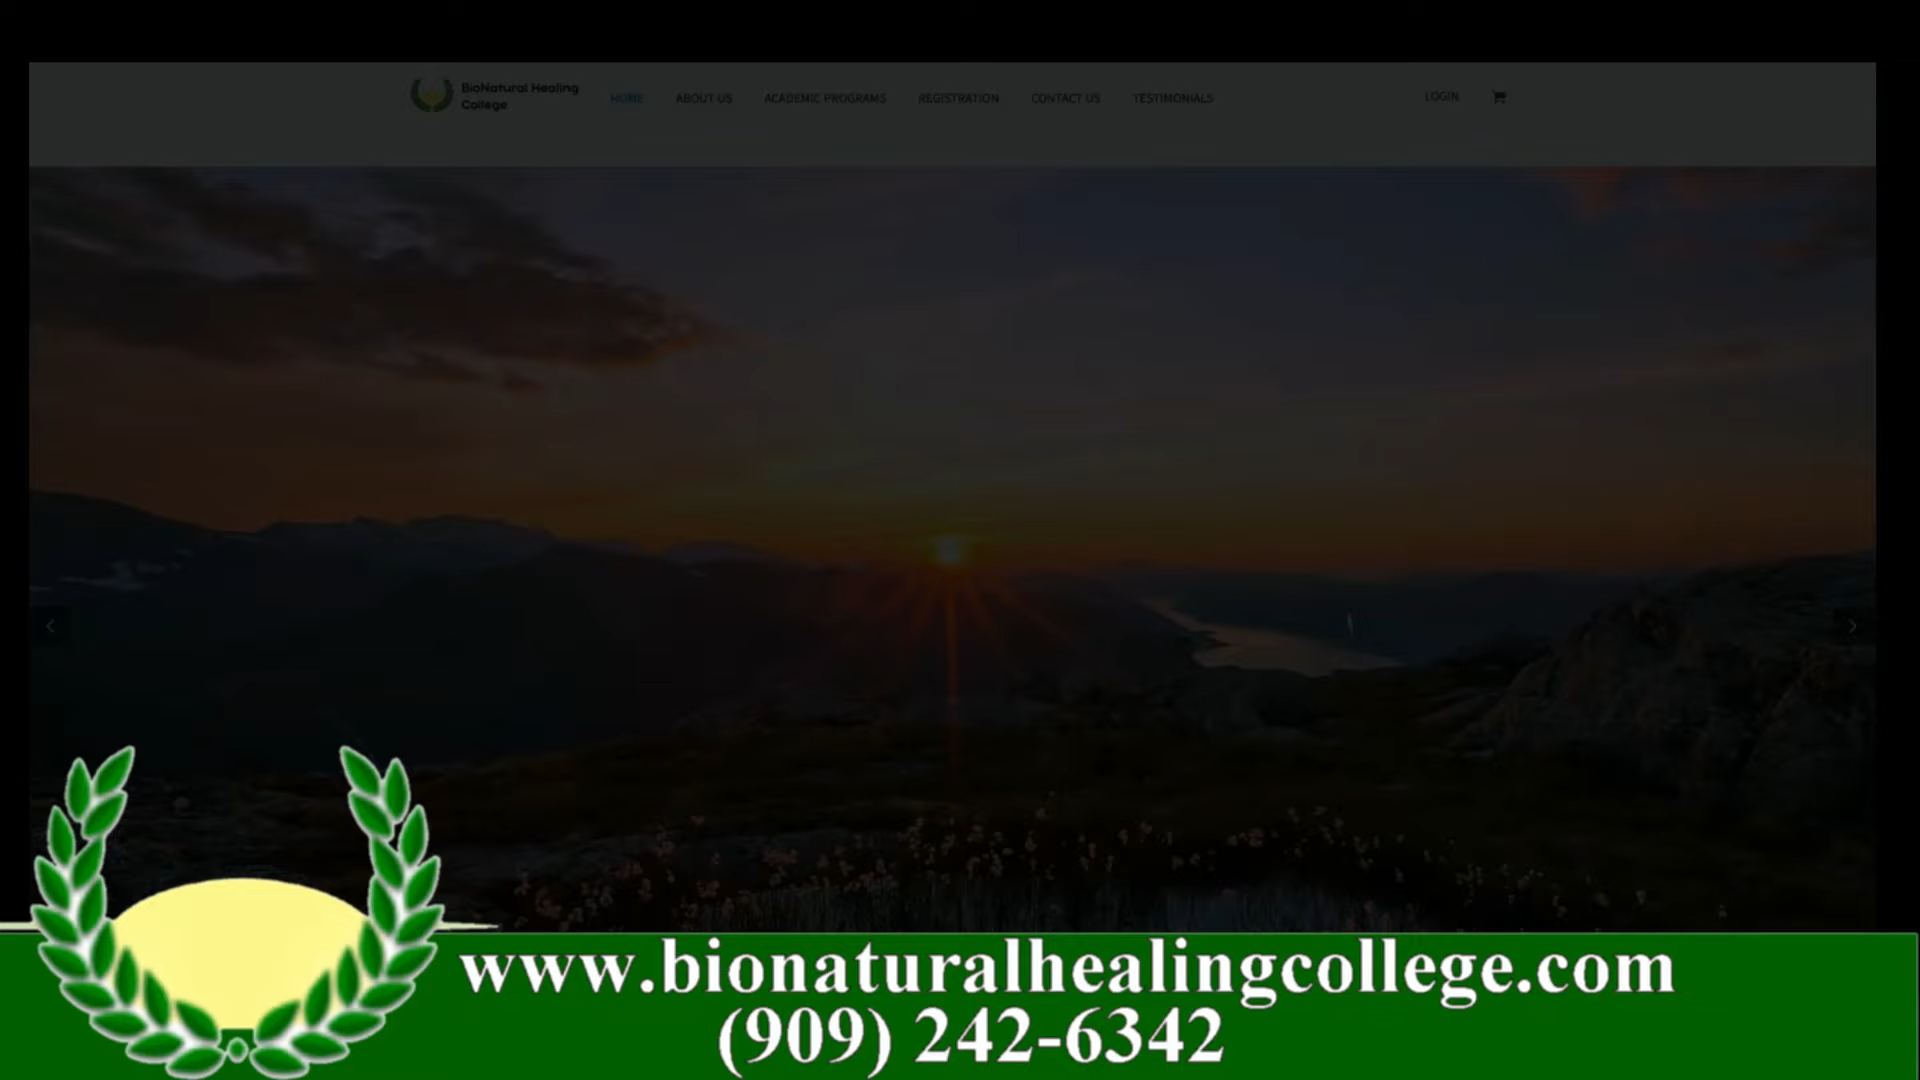 BioNatural Healing
College
HOME ABOUT US ACADEMIC PROGRAMS REGISTRATION CONTACT US TESTIMONIALS LOGIN
www.bionaturalhealingcollege.com
(909) 242-6342